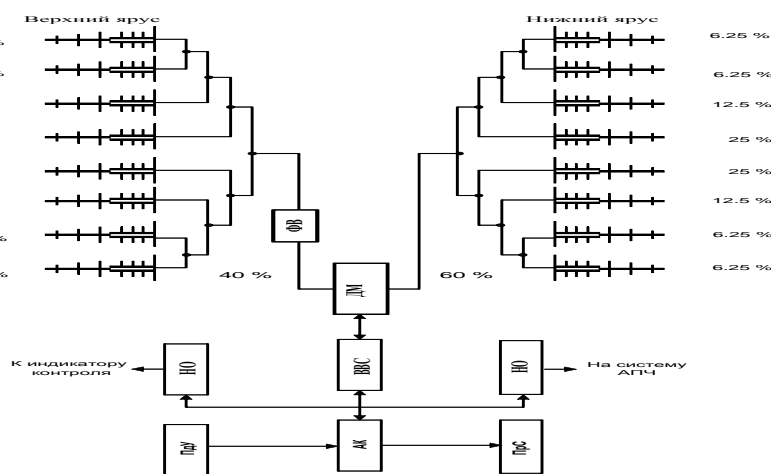 Верхний ярус
Нижний ярус
%
6.25 %
%
6.25 %
12.5 %
25 %
25 %
12.5 %
%
6.25 %
%
6.25 %
ФВ
40 %
60 %
ДМ
ВВС
К индикатору
контроля
НО
НО
На систему
АПЧ
ПдУ
АК
ПрС